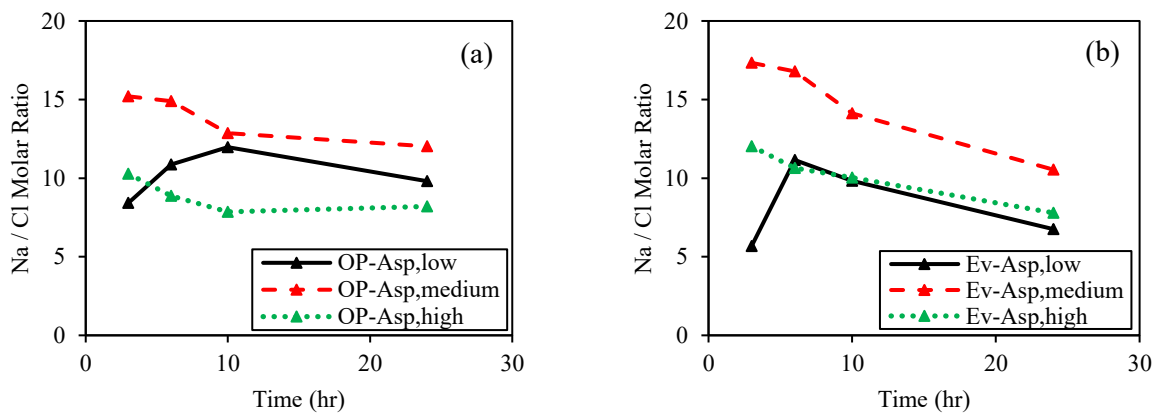 (a)
Na / Cl Molar Ratio
20
15
10
5
0
OP-Asp,low
OP-Asp,medium
OP-Asp,high
0 10 20 30
Time (hr)
(b)
Na / Cl Molar Ratio
20
15
10
5
0
Ev-Asp,low
Ev-Asp,medium
Ev-Asp,high
0 10 20 30
Time (hr)